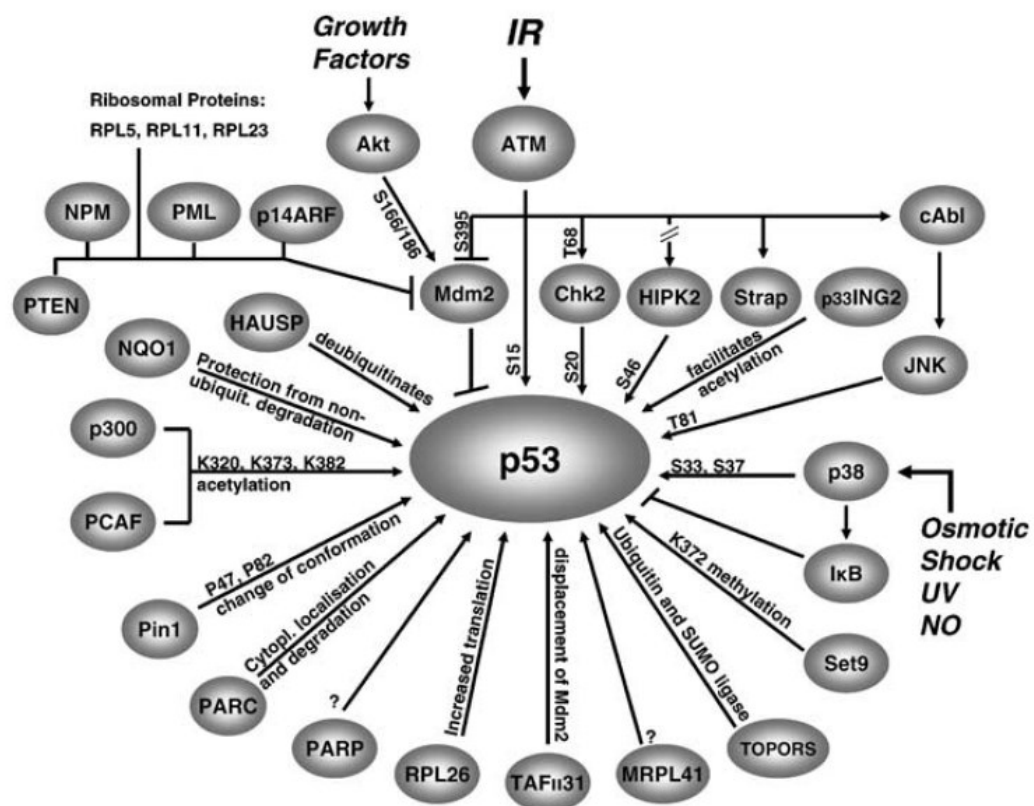 Growth
Factors
IR
Ribosomal Proteins:
RPL5, RPL11, RPL23
Akt
ATM
NPM
PML
p14ARF
cAbl
S166/186
S395
T68
PTEN
Mdm2
Chk2
HIPK2
Strap
p33ING2
HAUSP
NQO1
deubiquitinates
Protection from non-
ubiquit. degradation
S15
S20
S46
facilitates
acetylation
JNK
T81
p300
p53
K320, K373, K382
acetylation
S33, S37
p38
PCAF
Osmotic
Shock
UV
NO
IκB
P47, P82
change of conformation
K372 methylation
Pin1
Set9
Cytopl. localisation
and degradation
Ubiquitin and SUMO ligase
PARC
?
Increased translation
displacement of Mdm2
?
PARP
RPL26
TAFII31
MRPL41
TOPORS